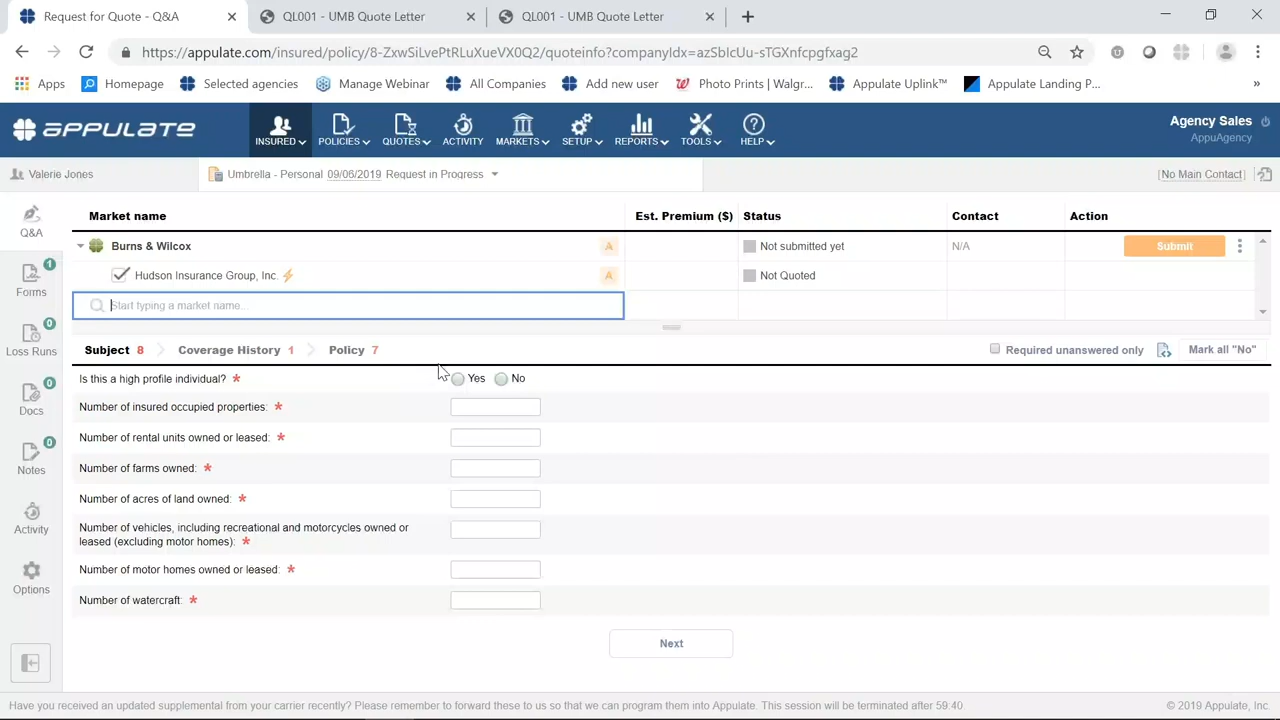 Request for Quote - Q&A
QL001 - UMB Quote Letter
QL001 - UMB Quote Letter
https://appulate.com/insured/policy/8-ZxwSiLvePtRLuXueVX0Q2/quoteinfo?companyIdx=azSbIcUu-sTGXnfcpgfxag2
Apps
Homepage
Selected agencies
Manage Webinar
All Companies
Add new user
Photo Prints | Walgr...
Appulate Uplink™
Appulate Landing P...
»
APPULATE
INSURED
POLICIES
QUOTES
ACTIVITY
MARKETS
SETUP
REPORTS
TOOLS
HELP
Agency Sales
AppuAgency
Valerie Jones
Umbrella - Personal 09/06/2019 Request in Progress
[No Main Contact]
Market name
Est. Premium ($)
Status
Contact
Action
Burns & Wilcox
A
Not submitted yet
N/A
Submit
Hudson Insurance Group, Inc.
A
Not Quoted
Start typing a market name...
Q&A
1
Forms
0
Loss Runs
0
Docs
0
Notes
Activity
Options
Subject 8
Coverage History 1
Policy 7
Required unanswered only
Mark all "No"
Is this a high profile individual? *
Yes
No
Number of insured occupied properties: *
Number of rental units owned or leased: *
Number of farms owned: *
Number of acres of land owned: *
Number of vehicles, including recreational and motorcycles owned or
leased (excluding motor homes): *
Number of motor homes owned or leased: *
Number of watercraft: *
Next
Have you received an updated supplemental from your carrier recently? Please remember to forward these to us so that we can program them into Appulate. This session will be terminated after 59:40
© 2019 Appulate, Inc.